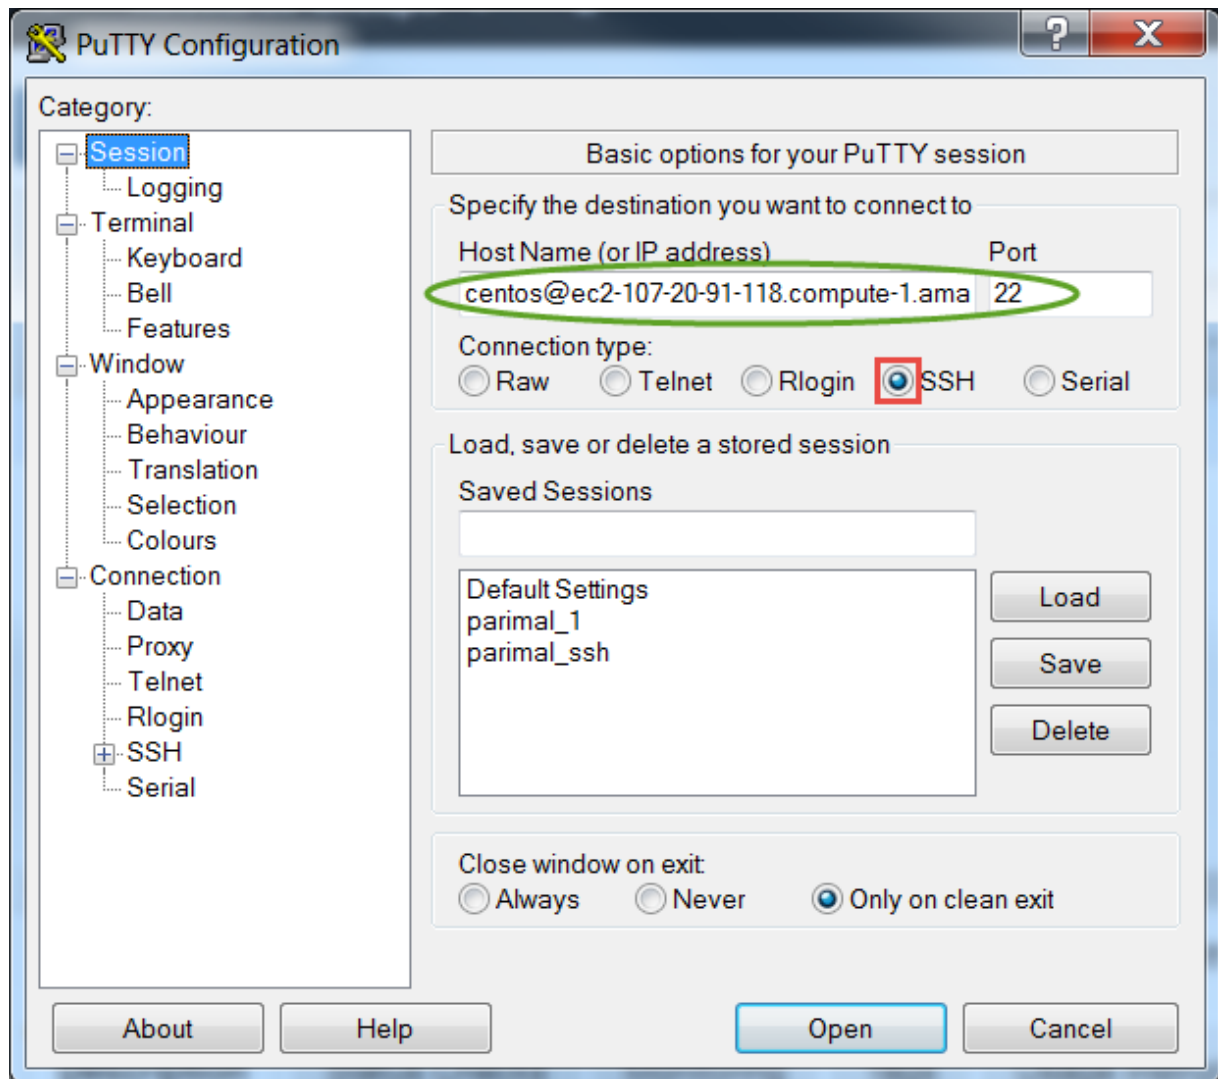 PuTTY Configuration
?
X
Category:
Session
Logging
Terminal
Keyboard
Bell
Features
Window
Appearance
Behaviour
Translation
Selection
Colours
Connection
Data
Proxy
Telnet
Rlogin
SSH
Serial
Basic options for your PuTTY session
Specify the destination you want to connect to
Host Name (or IP address) Port
centos@ec2-107-20-91-118.compute-1.ama 22
Connection type:
Raw Telnet Rlogin SSH Serial
Load, save or delete a stored session
Saved Sessions
Default Settings
parimal_1
parimal_ssh
Load
Save
Delete
Close window on exit:
Always Never Only on clean exit
About Help Open Cancel